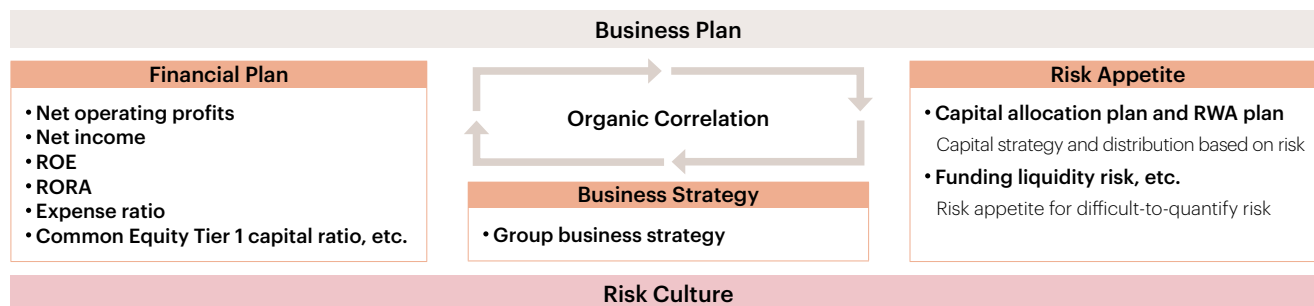 Business Plan
Financial Plan
• Net operating profits
• Net income
• ROE
• RORA
• Expense ratio
• Common Equity Tier 1 capital ratio, etc.
Organic Correlation
Business Strategy
• Group business strategy
Risk Appetite
• Capital allocation plan and RWA plan
Capital strategy and distribution based on risk
• Funding liquidity risk, etc.
Risk appetite for difficult-to-quantify risk
Risk Culture